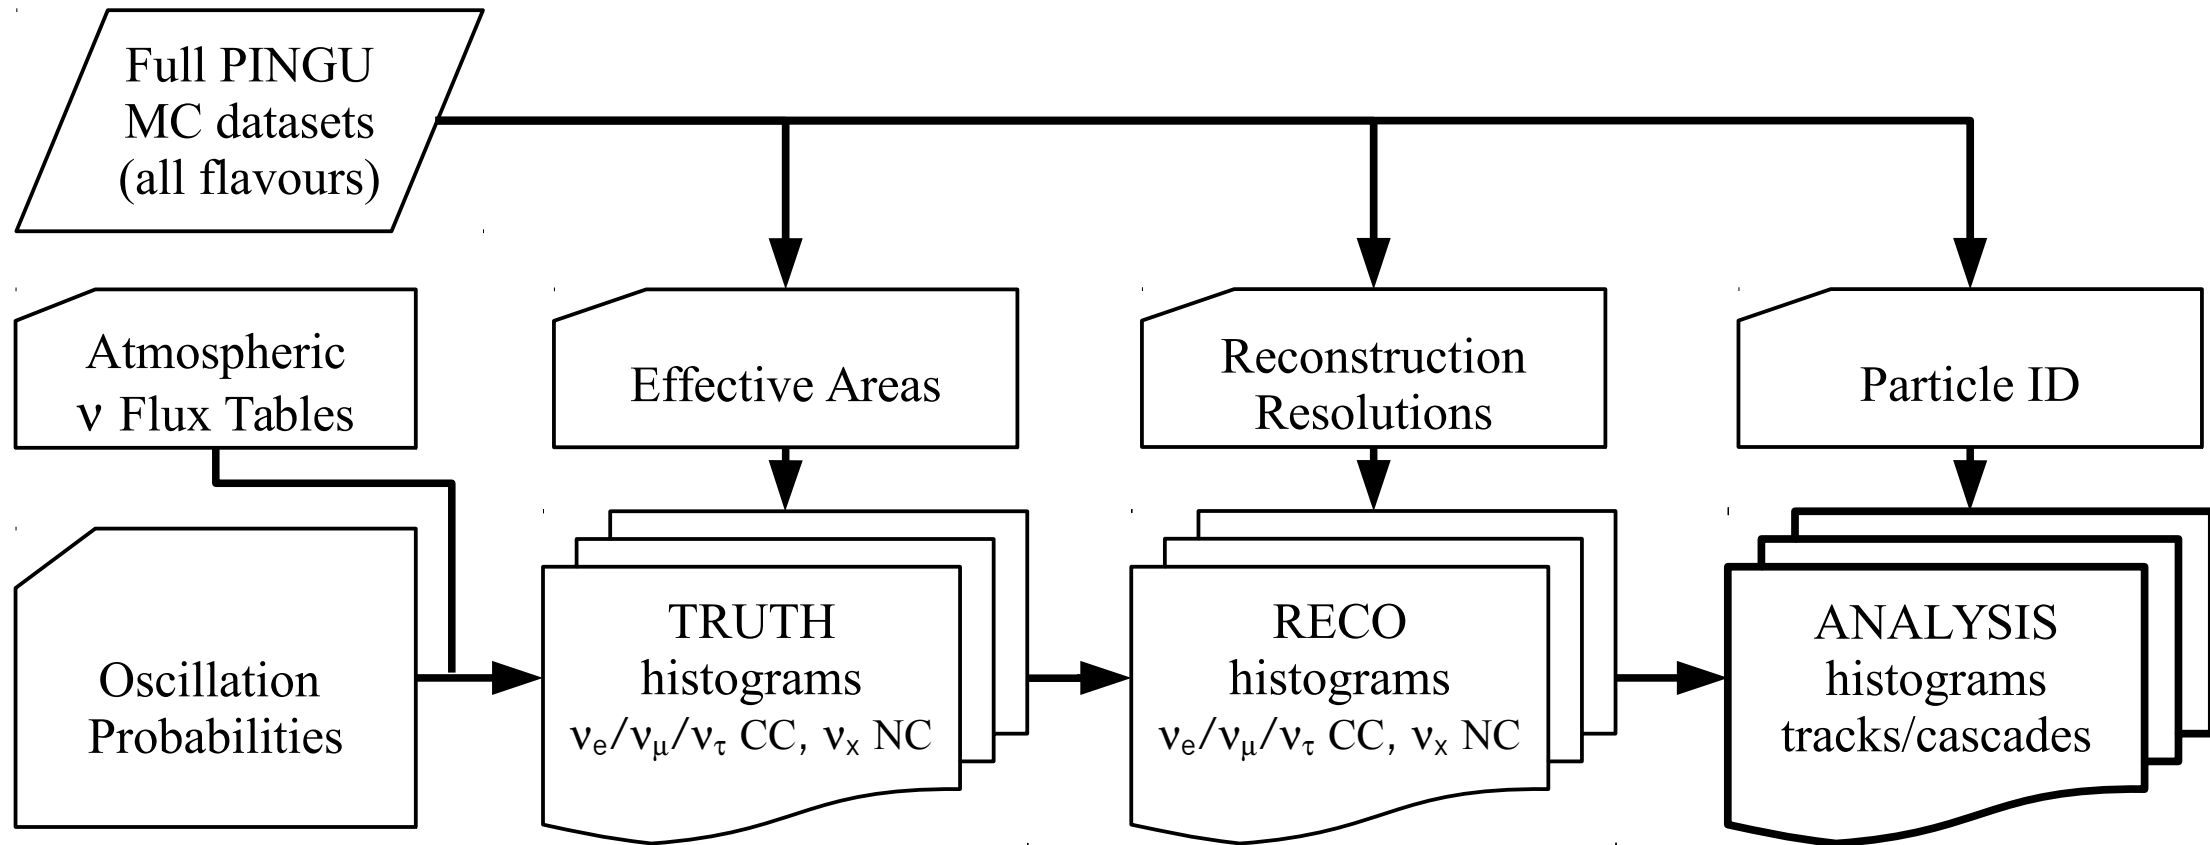 Full PINGU
MC datasets
(all flavours)
Atmospheric
ν Flux Tables
Effective Areas
Reconstruction
Resolutions
Particle ID
Oscillation
Probabilities
TRUTH
histograms
νe/νμ/ντ CC, νx NC
RECO
histograms
νe/νμ/ντ CC, νx NC
ANALYSIS
histograms
tracks/cascades